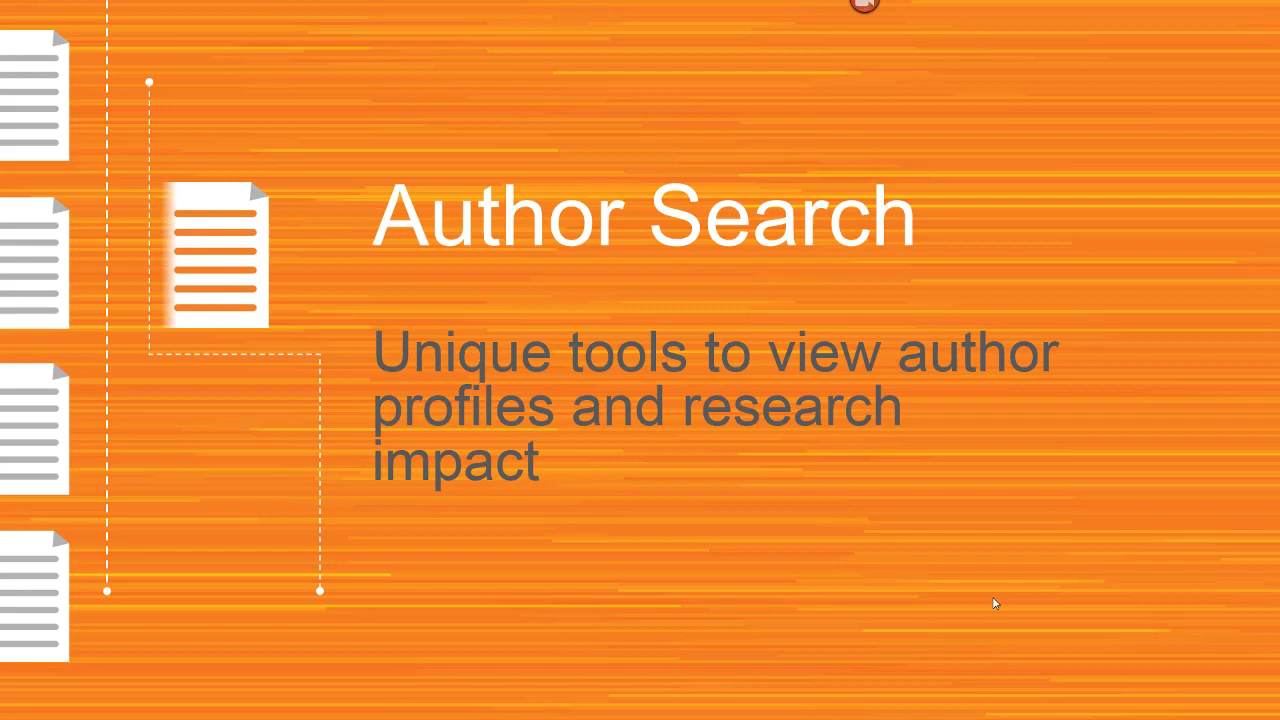 Author Search
Unique tools to view author
profiles and research
impact